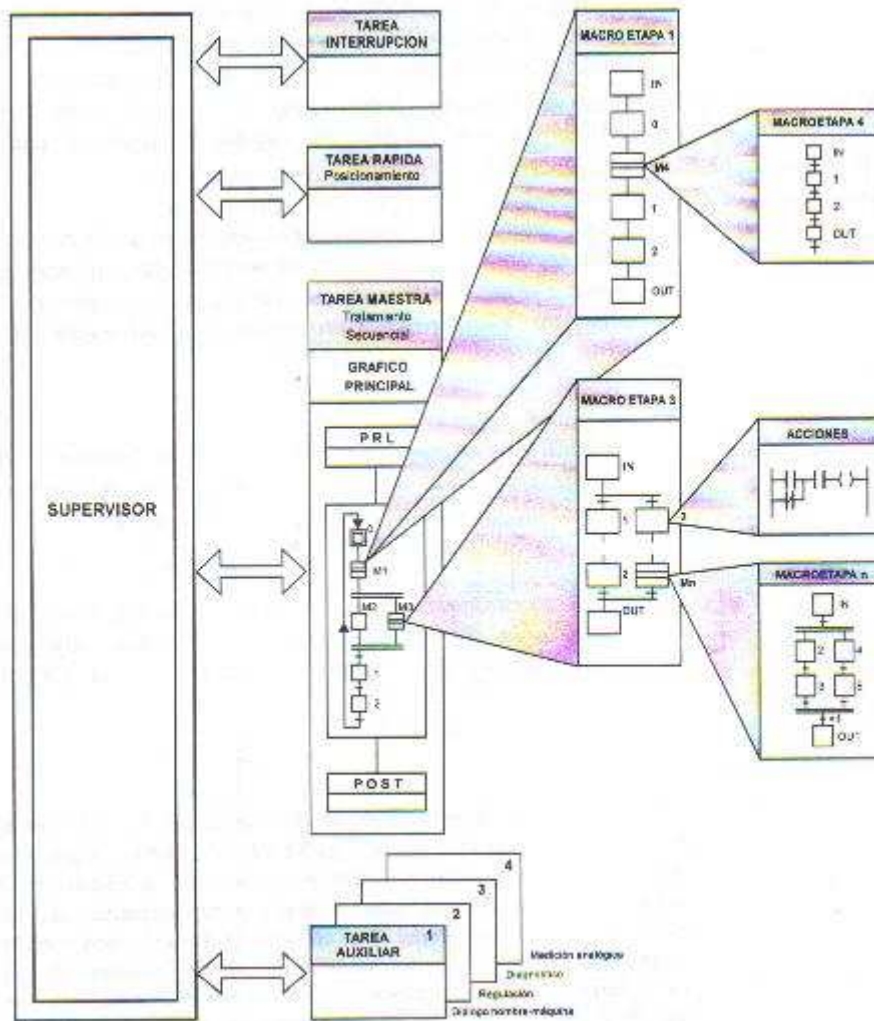 SUPERVISOR
TAREA
INTERRUPCION
TAREA RAPIDA
Posicionamiento
TAREA MAESTRA
Tratamiento
Secuencial
GRAFICO
PRINCIPAL
P R L
0
M1
M2
M3
1
2
P O S T
TAREA
AUXILIAR
1
2
3
4
Medición analógica
Diagnóstico
Regulación
Dialogo hombre-máquina
MACRO ETAPA 1
IN
0
M4
1
2
OUT
MACROETAPA 4
IN
1
2
OUT
MACRO ETAPA 3
IN
1
3
2
Mn
OUT
ACCIONES
MACROETAPA n
IN
2
4
3
5
=1
OUT